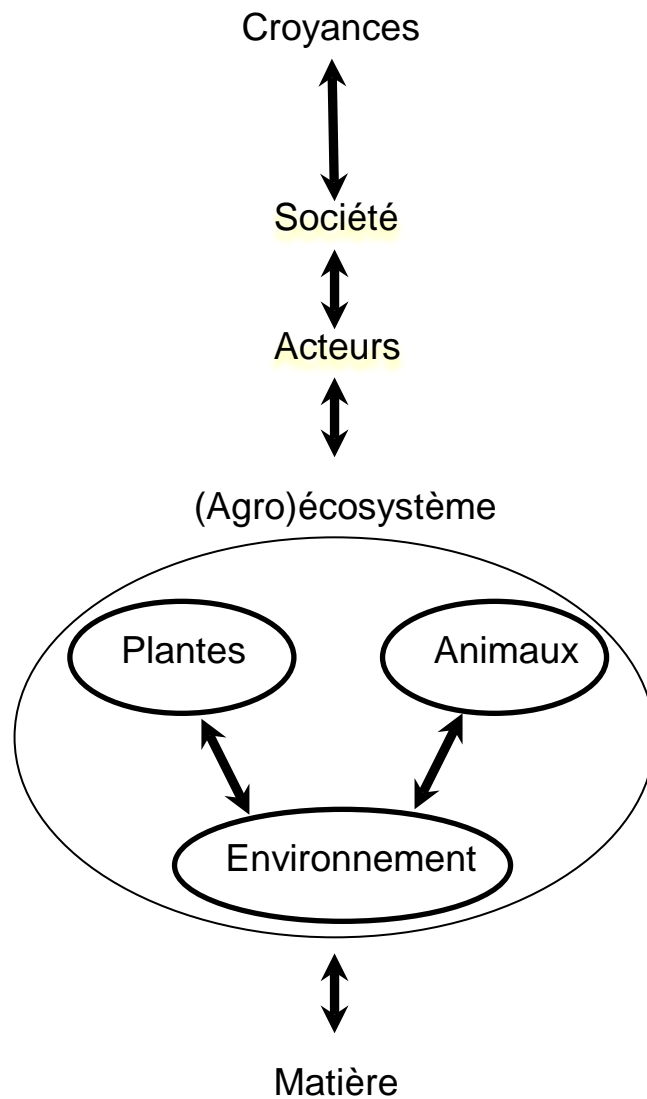 Croyances
Société
Acteurs
(Agro)écosystème
Plantes
Animaux
Environnement
Matière